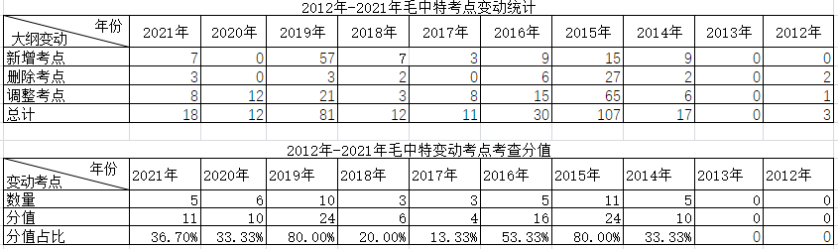 2012年-2021年毛中特考点变动统计
年份
大纲变动 2021年 2020年 2019年 2018年 2017年 2016年 2015年 2014年 2013年 2012年
新增考点 7 0 57 7 3 9 15 9 0 0
删除考点 3 0 3 2 0 6 27 2 0 2
调整考点 8 12 21 3 8 15 65 6 0 1
总计 18 12 81 12 11 30 107 17 0 3
2012年-2021年毛中特变动考点考查分值
年份
变动考点 2021年 2020年 2019年 2018年 2017年 2016年 2015年 2014年 2013年 2012年
数量 5 6 10 3 3 5 11 5 0 0
分值 11 10 24 6 4 16 24 10 0 0
分值占比 36.70% 33.33% 80.00% 20.00% 13.33% 53.33% 80.00% 33.33% 0 0